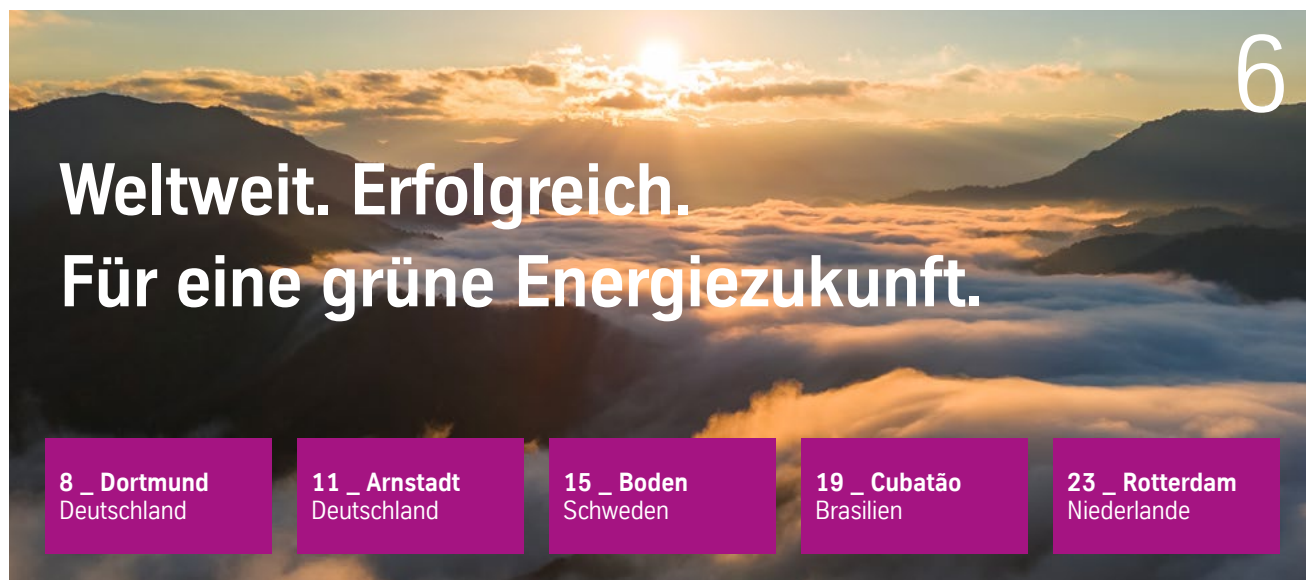 6
Weltweit. Erfolgreich.
Für eine grüne Energiezukunft.
8 _ Dortmund
Deutschland
11 _ Arnstadt
Deutschland
15 _ Boden
Schweden
19 _ Cubatão
Brasilien
23 _ Rotterdam
Niederlande